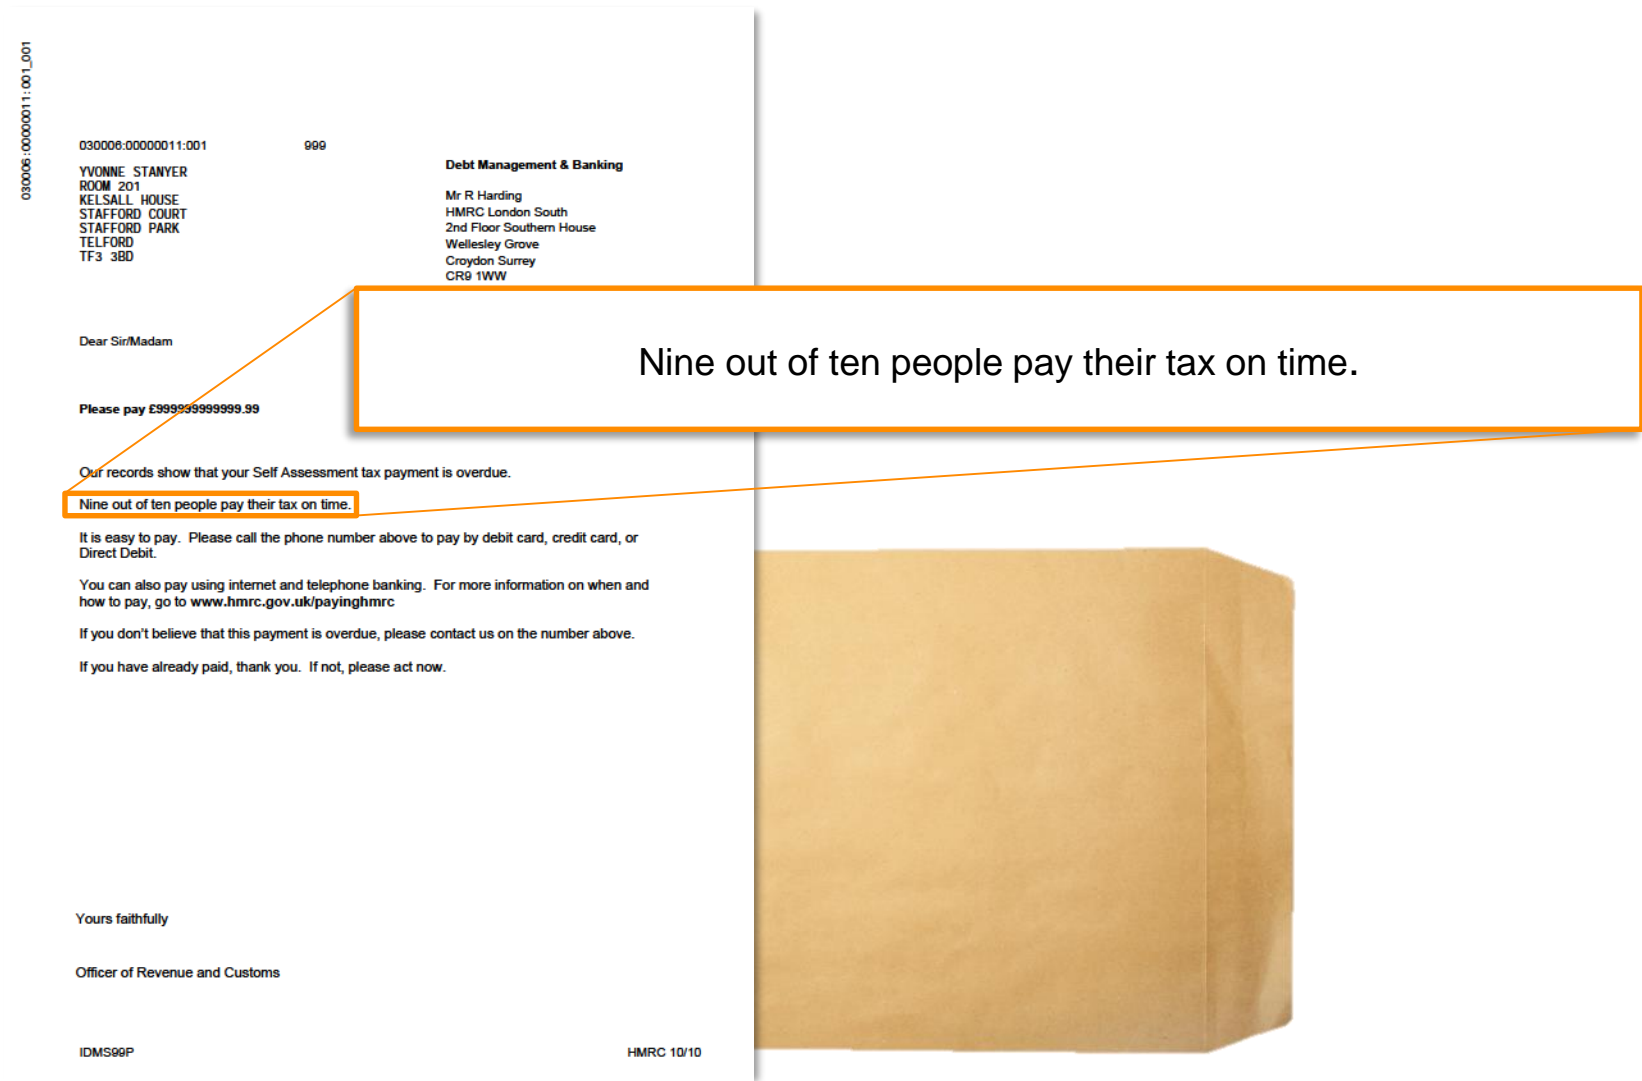 030006:00000011:001_001
030006:00000011:001 999
YVONNE STANYER
ROOM 201
KELSALL HOUSE
STAFFORD COURT
STAFFORD PARK
TELFORD
TF3 3BD
Debt Management & Banking
Mr R Harding
HMRC London South
2nd Floor Southern House
Wellesley Grove
Croydon Surrey
CR9 1WW
Dear Sir/Madam
Nine out of ten people pay their tax on time.
Please pay £999999999999.99
Our records show that your Self Assessment tax payment is overdue.
Nine out of ten people pay their tax on time.
It is easy to pay. Please call the phone number above to pay by debit card, credit card, or
Direct Debit.
You can also pay using internet and telephone banking. For more information on when and
how to pay, go to www.hmrc.gov.uk/payinghmrc
If you don't believe that this payment is overdue, please contact us on the number above.
If you have already paid, thank you. If not, please act now.
Yours faithfully
Officer of Revenue and Customs
IDMS99P HMRC 10/10